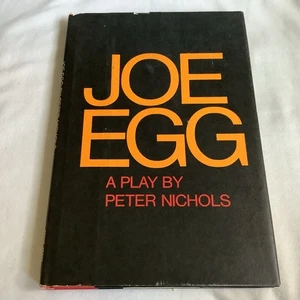 JOE
EGG
A PLAY BY
PETER NICHOLS